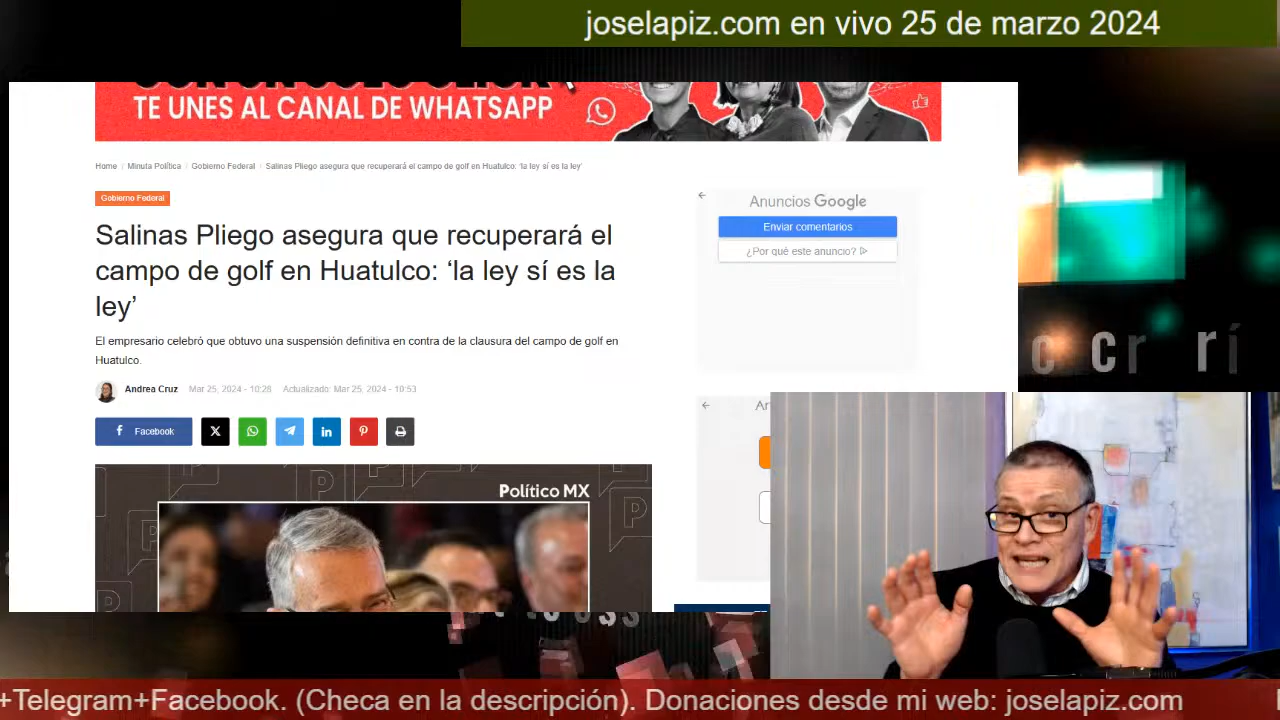 joselapiz.com en vivo 25 de marzo 2024
TE UNES AL CANAL DE WHATSAPP
Home / Minuta Política / Gobierno Federal / Salinas Pliego asegura que recuperará el campo de golf en Huatulco: 'la ley sí es la ley'
Gobierno Federal
Salinas Pliego asegura que recuperará el
campo de golf en Huatulco: ‘la ley sí es la
ley’
El empresario celebró que obtuvo una suspensión definitiva en contra de la clausura del campo de golf en
Huatulco.
Andrea Cruz Mar 25, 2024 - 10:28 Actualizado: Mar 25, 2024 - 10:53
Facebook
Político MX
Anuncios Google
Enviar comentarios
¿Por qué este anuncio?
+Telegram+Facebook. (Checa en la descripción). Donaciones desde mi web: joselapiz.com